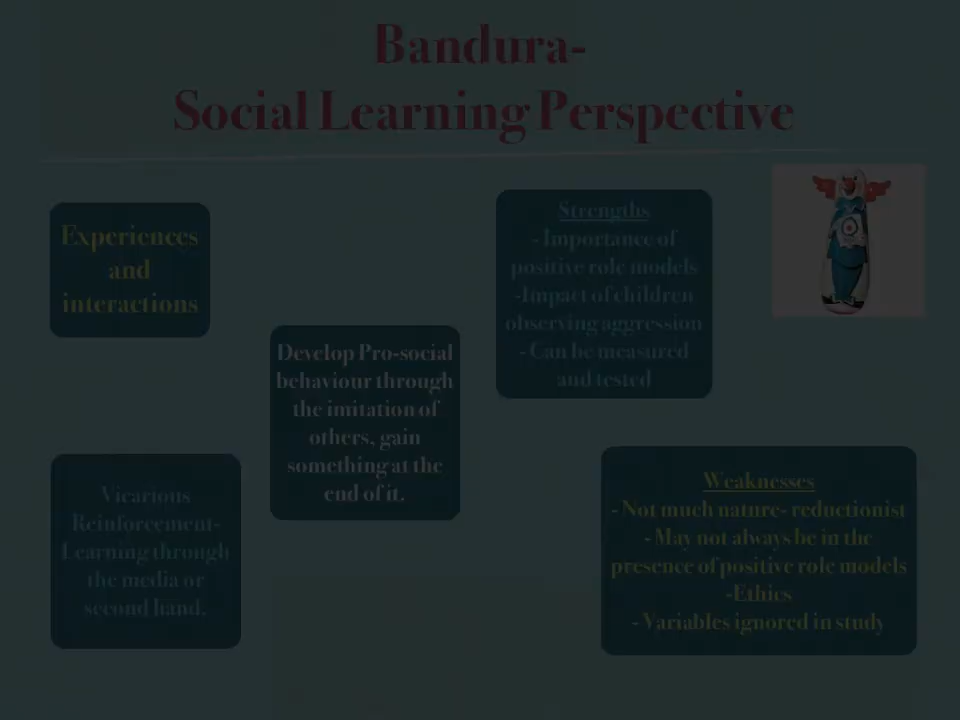 Bandura-
Social Learning Perspective
Experiences
and
interactions
Develop Pro-social
behaviour through
the imitation of
others, gain
something at the
end of it.
Vicarious
Reinforcement-
Learning through
the media or
second hand.
Strengths
- Importance of
positive role models
-Impact of children
observing aggression
- Can be measured
and tested
Weaknesses
- Not much nature- reductionist
- May not always be in the
presence of positive role models
-Ethics
- Variables ignored in study